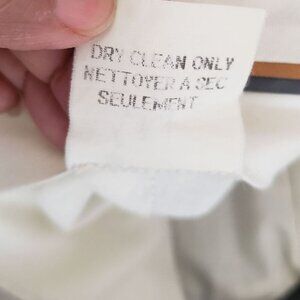 DRY CLEAN ONLY
NETTOYER A SEC
SEULEMENT